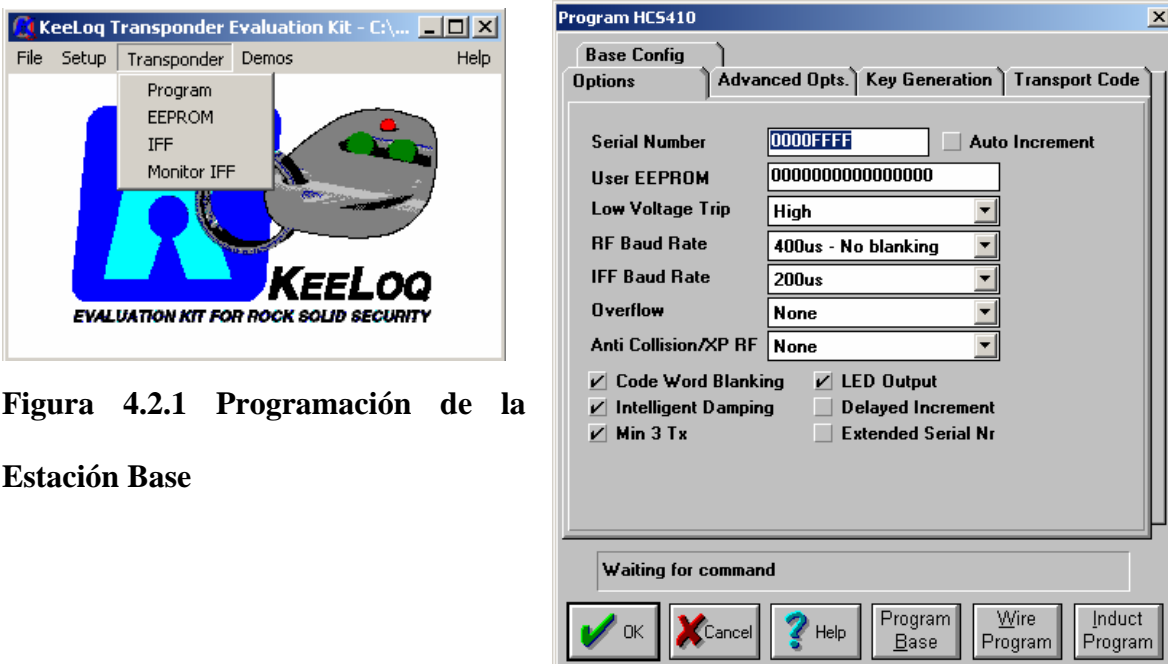 KeeLoq Transponder Evaluation Kit - C:\...
File Setup Transponder Demos Help
Program
EEPROM
IFF
Monitor IFF
KEELOQ
EVALUATION KIT FOR ROCK SOLID SECURITY
Figura 4.2.1 Programación de la
Estación Base
Program HCS410
Base Config
Options Advanced Opts. Key Generation Transport Code
Serial Number 0000FFFF Auto Increment
User EEPROM 0000000000000000
Low Voltage Trip High
RF Baud Rate 400us - No blanking
IFF Baud Rate 200us
Overflow None
Anti Collision/XP RF None
Code Word Blanking LED Output
Intelligent Damping Delayed Increment
Min 3 Tx Extended Serial Nr
Waiting for command
OK Cancel Help Program Base Wire Program Induct Program